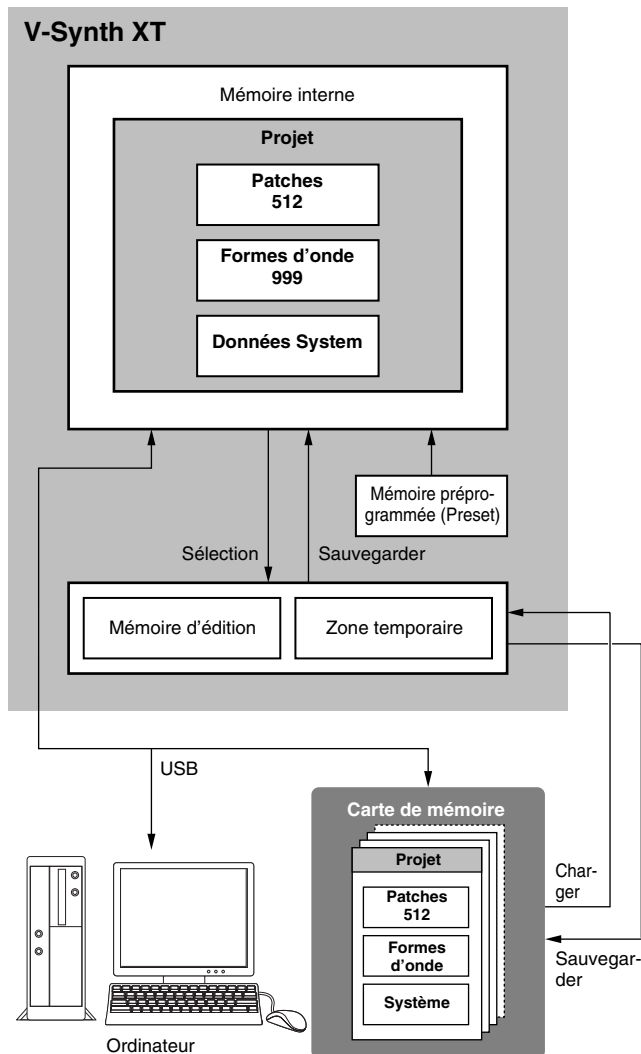 V-Synth XT
Mémoire interne
Projet
Patches
512
Formes d'onde
999
Données System
Mémoire prépro-
grammée (Preset)
Sélection
Sauvegarder
Mémoire d'édition
Zone temporaire
USB
Carte de mémoire
Projet
Patches
512
Formes
d'onde
Système
Char-
ger
Sauvegar-
der
Ordinateur